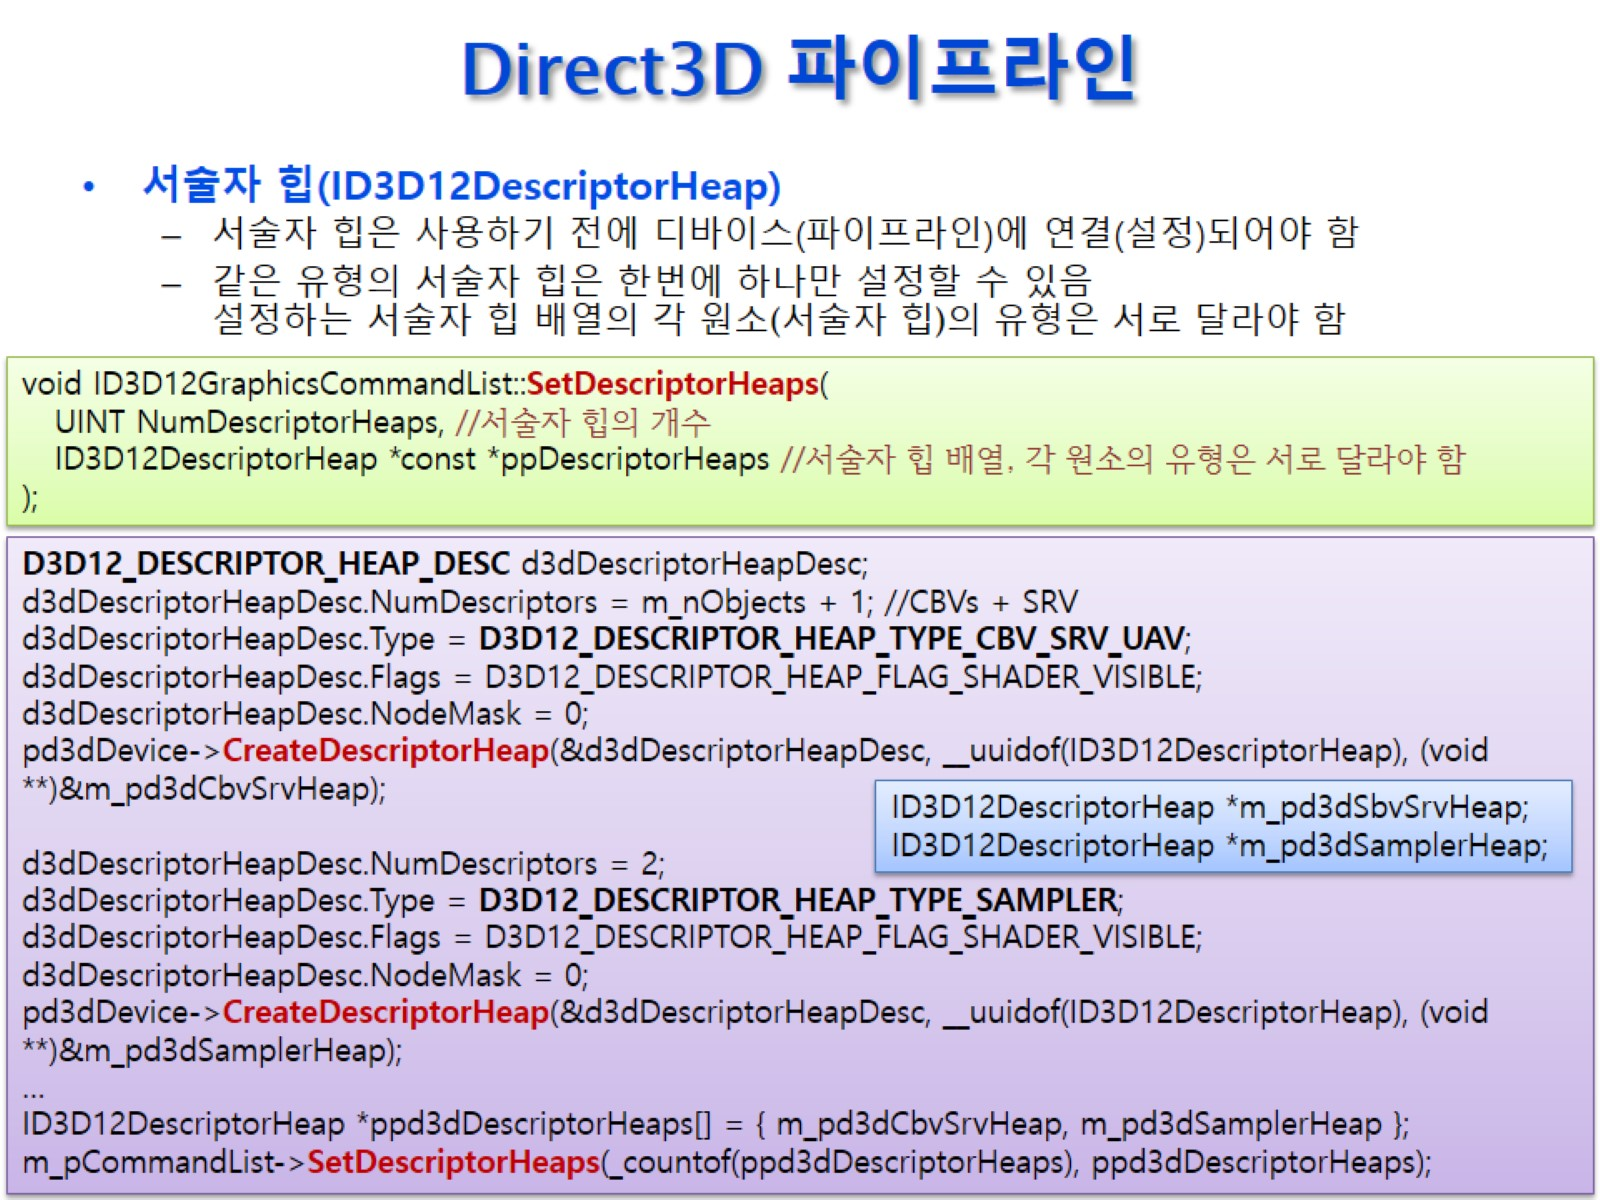 Direct3D 파이프라인
• 서술자 힙(ID3D12DescriptorHeap)
– 서술자 힙은 사용하기 전에 디바이스(파이프라인)에 연결(설정)되어야 함
– 같은 유형의 서술자 힙은 한번에 하나만 설정할 수 있음
설정하는 서술자 힙 배열의 각 원소(서술자 힙)의 유형은 서로 달라야 함
void ID3D12GraphicsCommandList::SetDescriptorHeaps(
UINT NumDescriptorHeaps, //서술자 힙의 개수
ID3D12DescriptorHeap *const *ppDescriptorHeaps //서술자 힙 배열, 각 원소의 유형은 서로 달라야 함
);
D3D12_DESCRIPTOR_HEAP_DESC d3dDescriptorHeapDesc;
d3dDescriptorHeapDesc.NumDescriptors = m_nObjects + 1; //CBVs + SRV
d3dDescriptorHeapDesc.Type = D3D12_DESCRIPTOR_HEAP_TYPE_CBV_SRV_UAV;
d3dDescriptorHeapDesc.Flags = D3D12_DESCRIPTOR_HEAP_FLAG_SHADER_VISIBLE;
d3dDescriptorHeapDesc.NodeMask = 0;
pd3dDevice->CreateDescriptorHeap(&d3dDescriptorHeapDesc, __uuidof(ID3D12DescriptorHeap), (void
**)&m_pd3dCbvSrvHeap);
ID3D12DescriptorHeap *m_pd3dSbvSrvHeap;
ID3D12DescriptorHeap *m_pd3dSamplerHeap;
d3dDescriptorHeapDesc.NumDescriptors = 2;
d3dDescriptorHeapDesc.Type = D3D12_DESCRIPTOR_HEAP_TYPE_SAMPLER;
d3dDescriptorHeapDesc.Flags = D3D12_DESCRIPTOR_HEAP_FLAG_SHADER_VISIBLE;
d3dDescriptorHeapDesc.NodeMask = 0;
pd3dDevice->CreateDescriptorHeap(&d3dDescriptorHeapDesc, __uuidof(ID3D12DescriptorHeap), (void
**)&m_pd3dSamplerHeap);
...
ID3D12DescriptorHeap *ppd3dDescriptorHeaps[] = { m_pd3dCbvSrvHeap, m_pd3dSamplerHeap };
m_pCommandList->SetDescriptorHeaps(_countof(ppd3dDescriptorHeaps), ppd3dDescriptorHeaps);